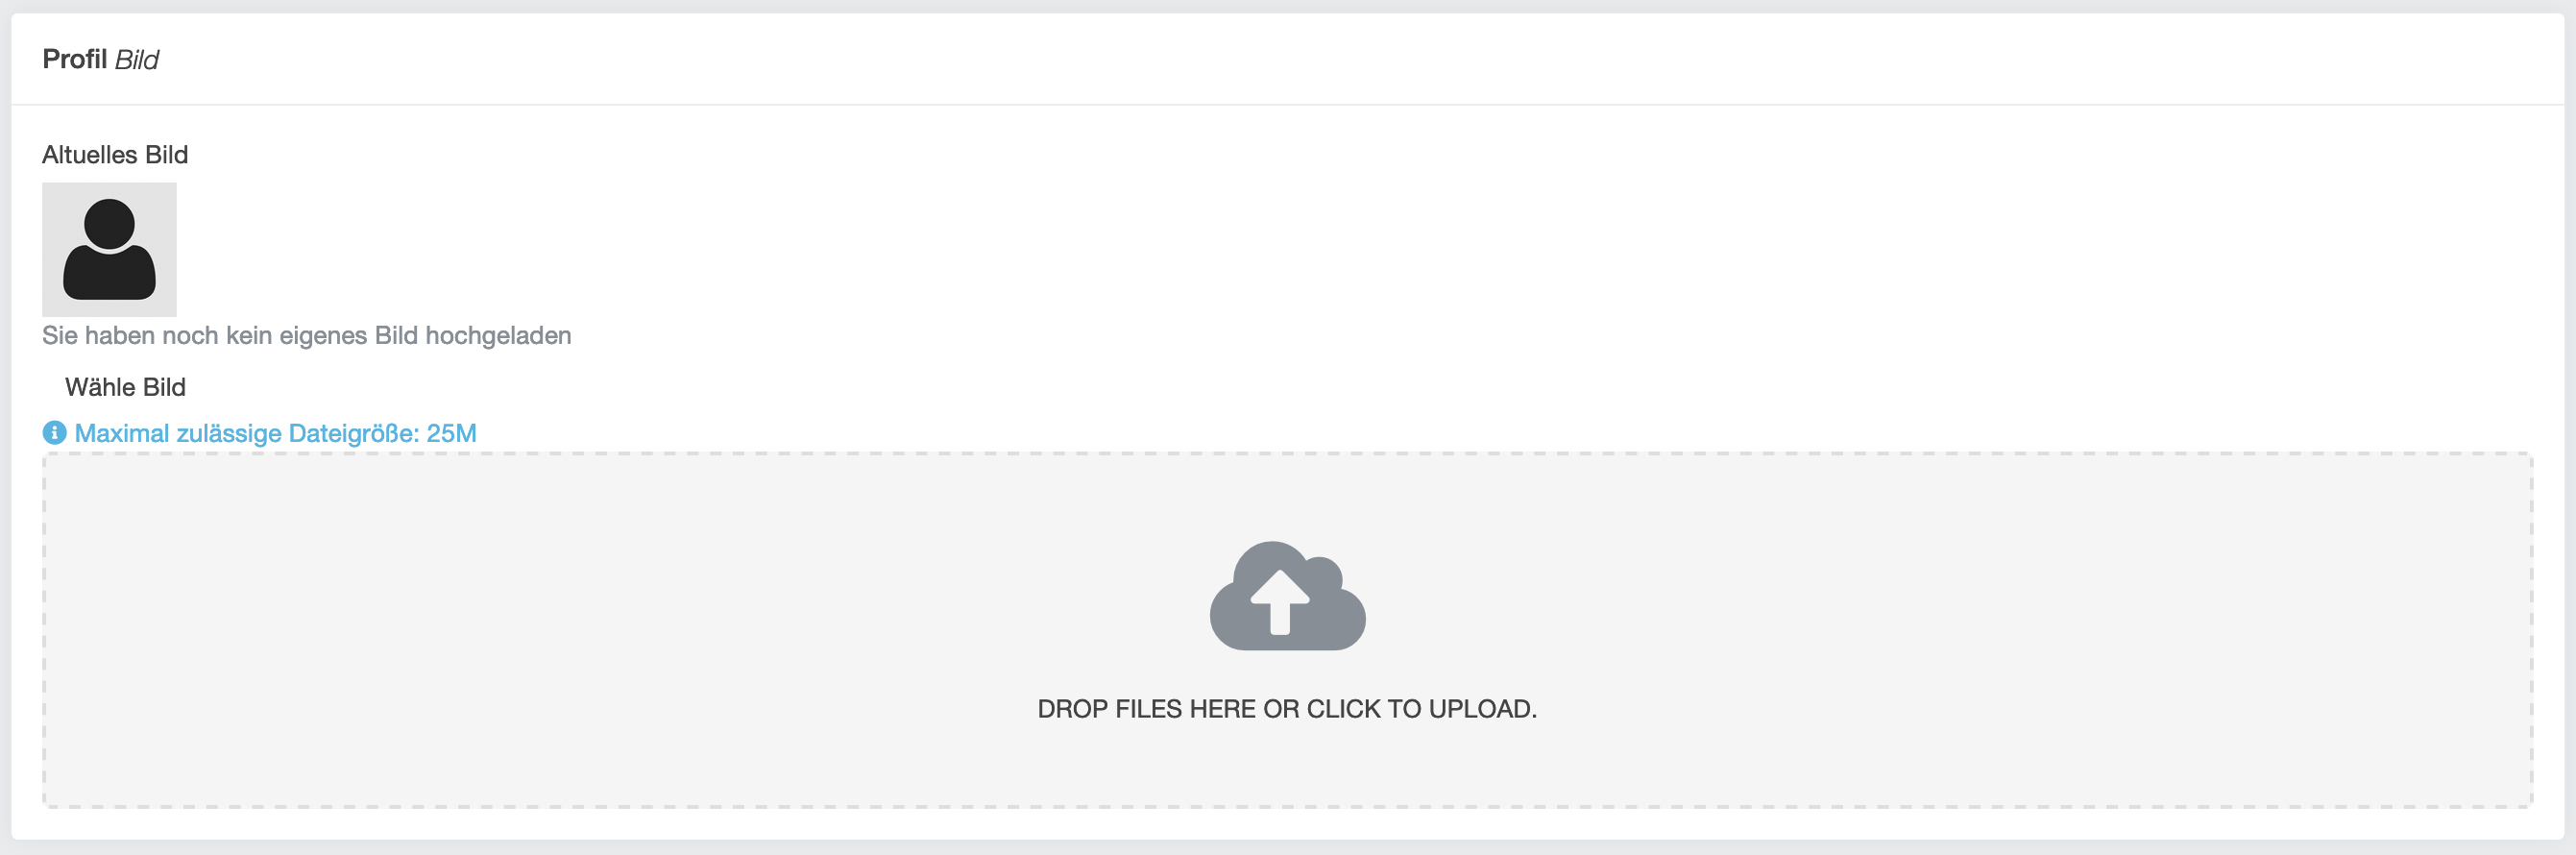 Profil Bild
Altuelles Bild
Sie haben noch kein eigenes Bild hochgeladen
Wähle Bild
Maximal zulässige Dateigröße: 25M
DROP FILES HERE OR CLICK TO UPLOAD.